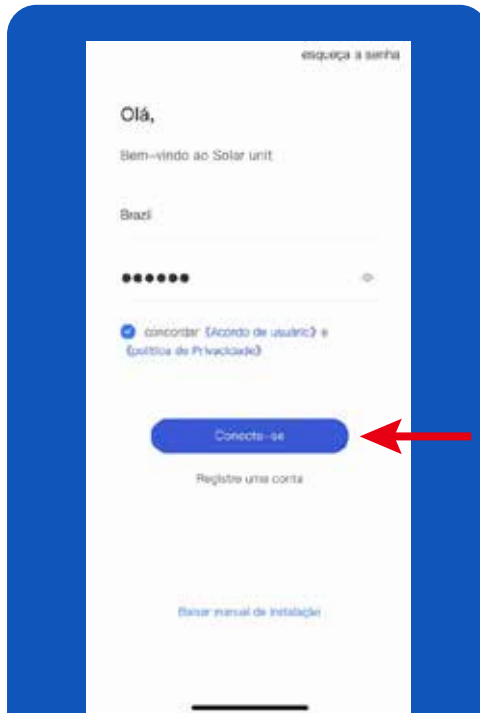 esqueça a senha
Olá,
Bem-vindo ao Solar unit
Brazil
●●●●●●
concordar 《Acordo de usuário》 e
《política de Privacidade》
Conecte-se
Registre uma conta
Baixar manual de instalação